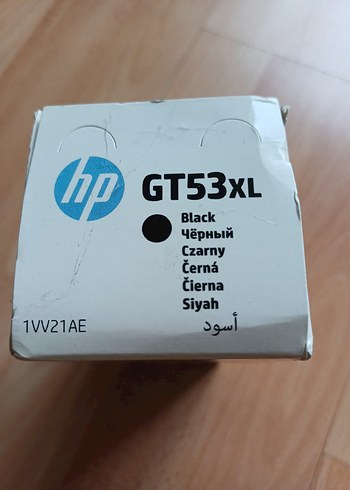 hp
GT53XL
Black
Чёрный
Czarny
Černá
Čierna
Siyah
أسود
1VV21AE